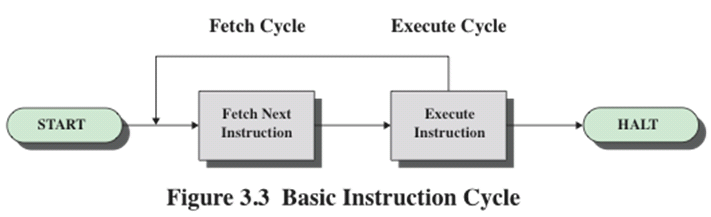 Fetch Cycle
Execute Cycle
START
Fetch Next
Instruction
Execute
Instruction
HALT
Figure 3.3 Basic Instruction Cycle